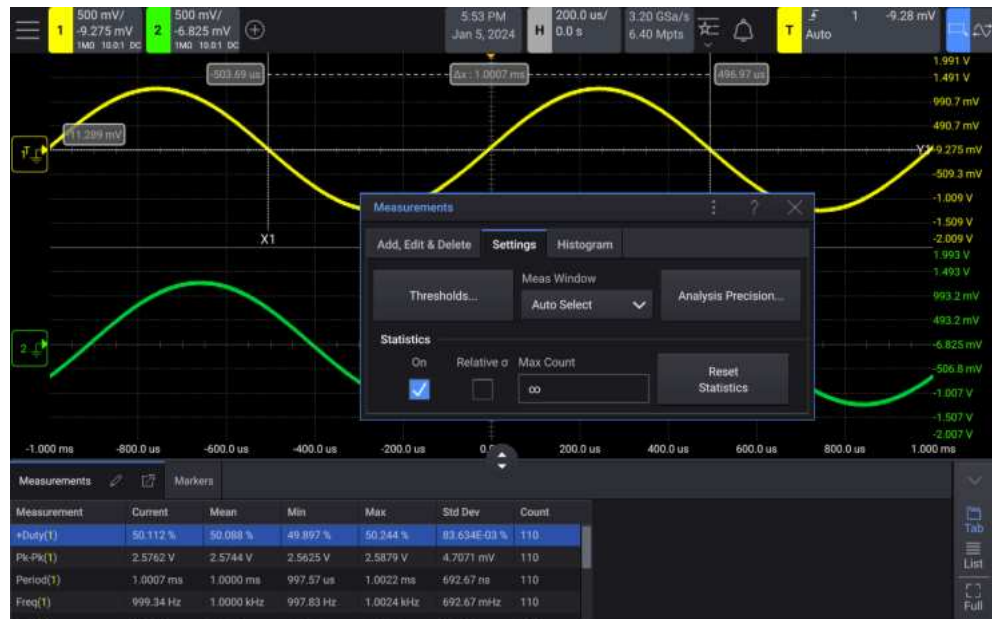 500 mV/
1
-9.275 mV
1MΩ 10.0:1 DC
500 mV/
2
-6.825 mV
1MΩ 10.0:1 DC
5:53 PM
Jan 5, 2024
H
200.0 us/
0.0 s
3.20 GSa/s
6.40 Mpts
T
1
-9.28 mV
Auto
-503.69 us
Δx : 1.0007 ms
496.97 us
11.289 mV
1.991 V
1.491 V
990.7 mV
490.7 mV
-9.275 mV
-509.3 mV
-1.009 V
-1.509 V
-2.009 V
T
X1
1.993 V
1.493 V
993.2 mV
493.2 mV
-6.825 mV
-506.8 mV
-1.007 V
-1.507 V
-2.007 V
2
Measurements
?
Add, Edit & Delete
Settings
Histogram
Thresholds...
Meas Window
Auto Select
Analysis Precision...
Statistics
On
Relative σ
Max Count
∞
Reset
Statistics
-1.000 ms
-800.0 us
-600.0 us
-400.0 us
-200.0 us
200.0 us
400.0 us
600.0 us
800.0 us
1.000 ms
Measurements
Markers
Measurement Current Mean Min Max Std Dev Count
+Duty(1) 50.112 % 50.088 % 49.897 % 50.244 % 83.634E-03 % 110
Pk-Pk(1) 2.5762 V 2.5744 V 2.5625 V 2.5879 V 4.7071 mV 110
Period(1) 1.0007 ms 1.0000 ms 997.57 us 1.0022 ms 692.67 ns 110
Freq(1) 999.34 Hz 1.0000 kHz 997.83 Hz 1.0024 kHz 692.67 mHz 110
Tab
List
Full